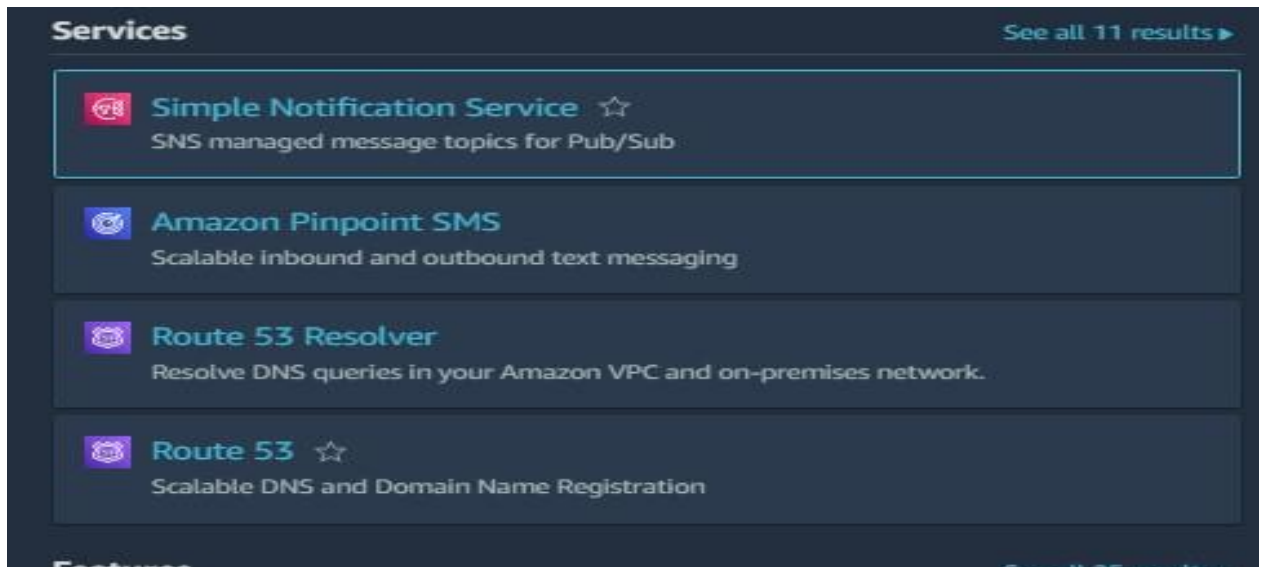 Services
See all 11 results ▸
Simple Notification Service ☆
SNS managed message topics for Pub/Sub
Amazon Pinpoint SMS
Scalable inbound and outbound text messaging
Route 53 Resolver
Resolve DNS queries in your Amazon VPC and on-premises network.
Route 53 ☆
Scalable DNS and Domain Name Registration